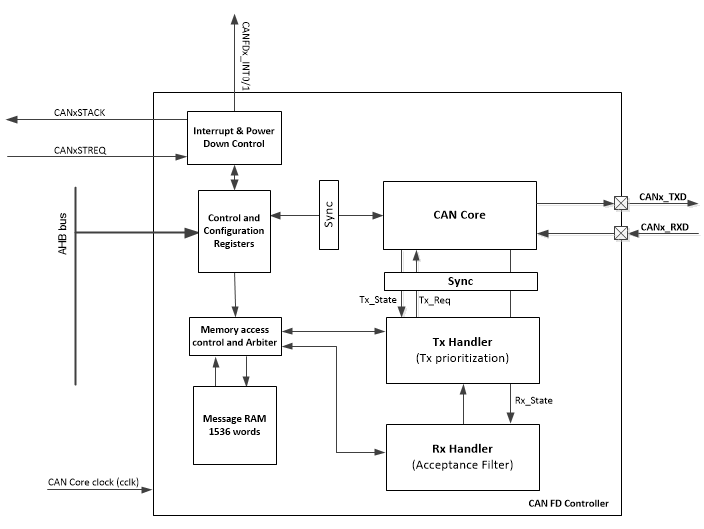 CANFDx_INT0/1
CANxSTACK
Interrupt & Power
Down Control
CANxSTREQ
AHB bus
Control and
Configuration
Registers
Sync
CAN Core
CANx_TXD
CANx_RXD
Sync
Tx_State
Tx_Req
Memory access
control and Arbiter
Tx Handler
(Tx prioritization)
Message RAM
1536 words
Rx_State
Rx Handler
(Acceptance Filter)
CAN Core clock (cclk)
CAN FD Controller